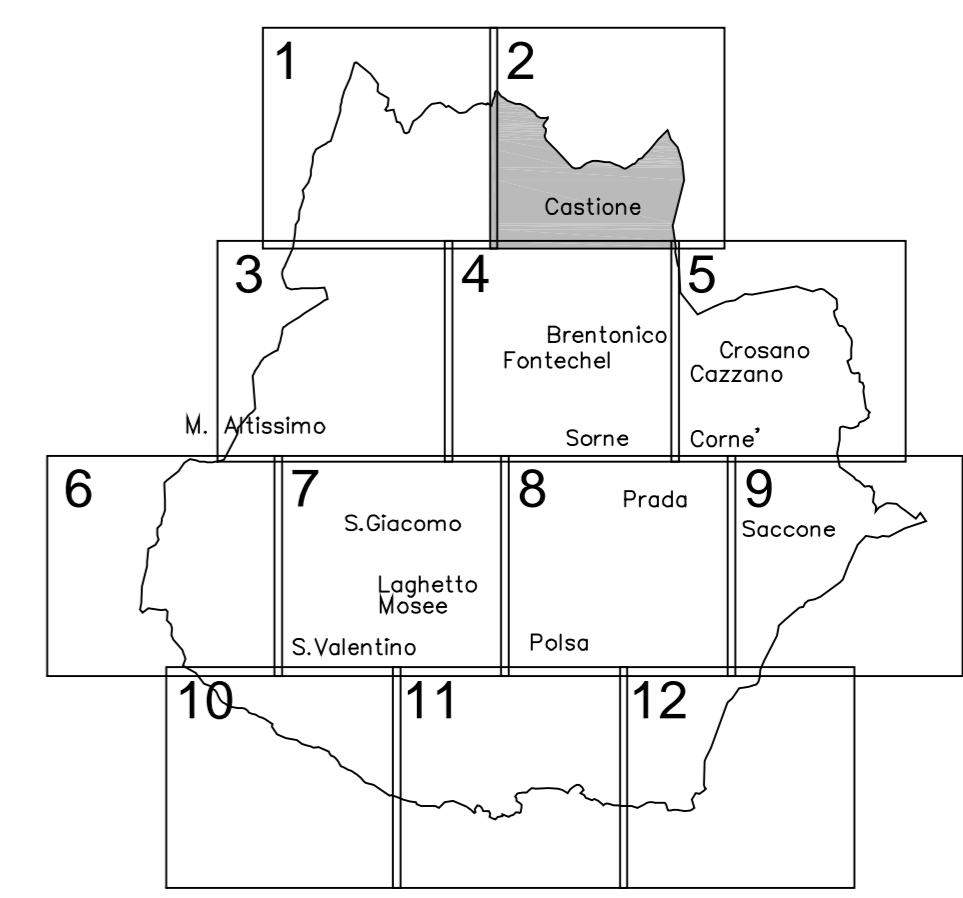 1
2
Castione
3
4
5
Brentonico
Fontechel
Crosano
Cazzano
M. Altissimo
Sorne
Corne'
6
7
8
9
Prada
S.Giacomo
Saccone
Laghetto
Mosee
S.Valentino
Polsa
10
11
12